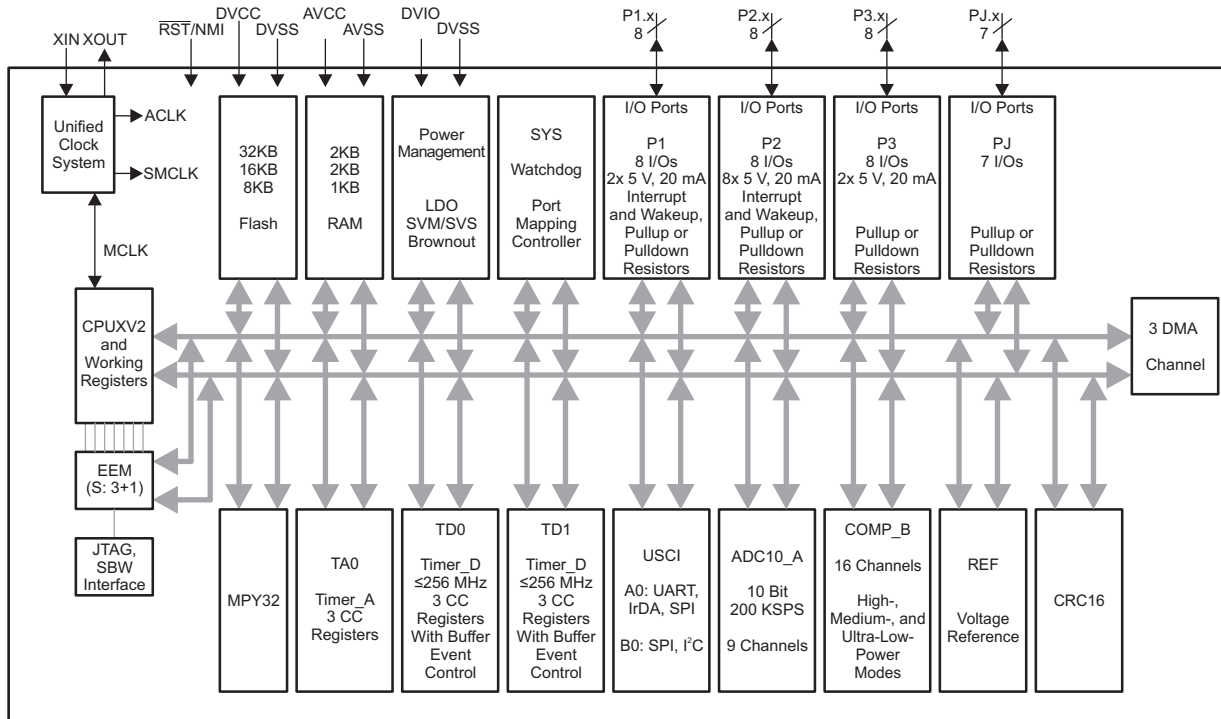 XIN XOUT
RST/NMI
DVCC
DVSS
AVCC
AVSS
DVIO
DVSS
P1.x
8
P2.x
8
P3.x
8
PJ.x
7
Unified
Clock
System
ACLK
SMCLK
MCLK
32KB
16KB
8KB
Flash
2KB
2KB
1KB
RAM
Power
Management
LDO
SVM/SVS
Brownout
SYS
Watchdog
Port
Mapping
Controller
I/O Ports
P1
8 I/Os
2x 5 V, 20 mA
Interrupt
and Wakeup,
Pullup or
Pulldown
Resistors
I/O Ports
P2
8 I/Os
8x 5 V, 20 mA
Interrupt
and Wakeup,
Pullup or
Pulldown
Resistors
I/O Ports
P3
8 I/Os
2x 5 V, 20 mA
Pullup or
Pulldown
Resistors
I/O Ports
PJ
7 I/Os
Pullup or
Pulldown
Resistors
CPUXV2
and
Working
Registers
3 DMA
Channel
EEM
(S: 3+1)
JTAG,
SBW
Interface
MPY32
TA0
Timer_A
3 CC
Registers
TD0
Timer_D
≤256 MHz
3 CC
Registers
With Buffer
Event
Control
TD1
Timer_D
≤256 MHz
3 CC
Registers
With Buffer
Event
Control
USCI
A0: UART,
IrDA, SPI
B0: SPI, I²C
ADC10_A
10 Bit
200 KSPS
9 Channels
COMP_B
16 Channels
High-,
Medium-, and
Ultra-Low-
Power
Modes
REF
Voltage
Reference
CRC16